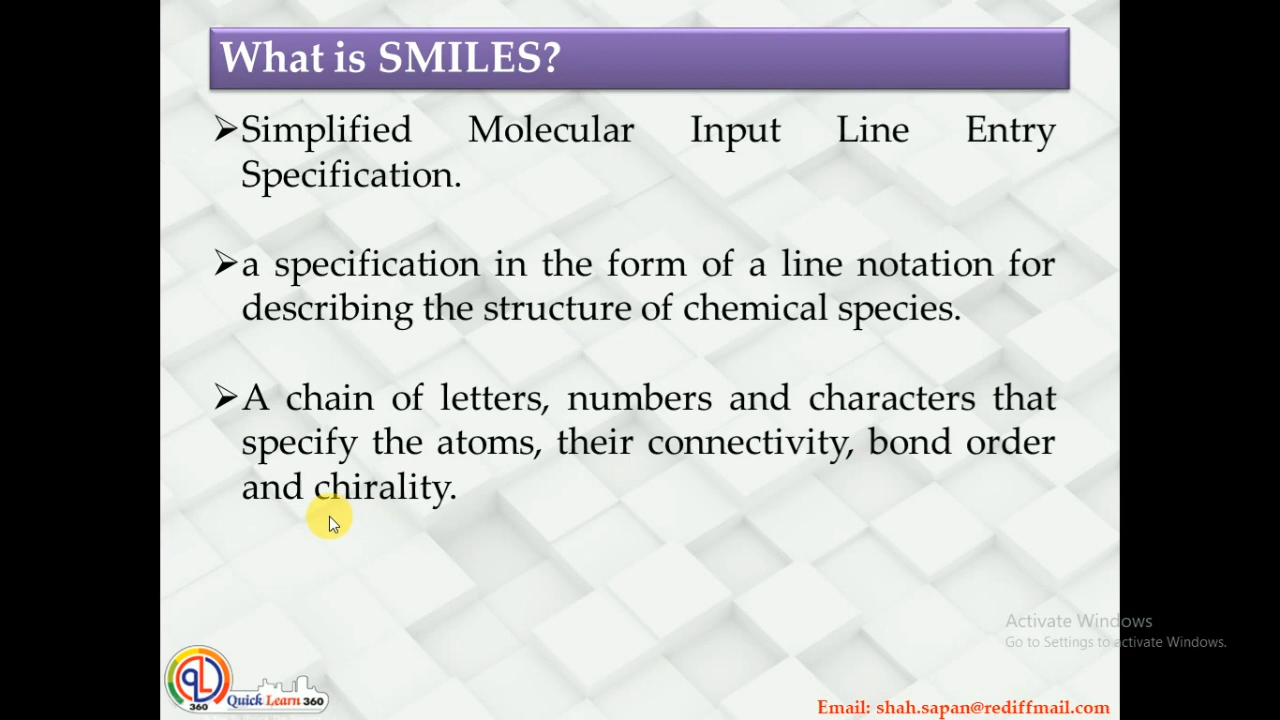 What is SMILES?
➢Simplified Molecular Input Line Entry
Specification.
➢a specification in the form of a line notation for
describing the structure of chemical species.
➢A chain of letters, numbers and characters that
specify the atoms, their connectivity, bond order
and chirality.
Activate Windows
Go to Settings to activate Windows.
QL
360
Quick Learn 360
Email: shah.sapan@rediffmail.com